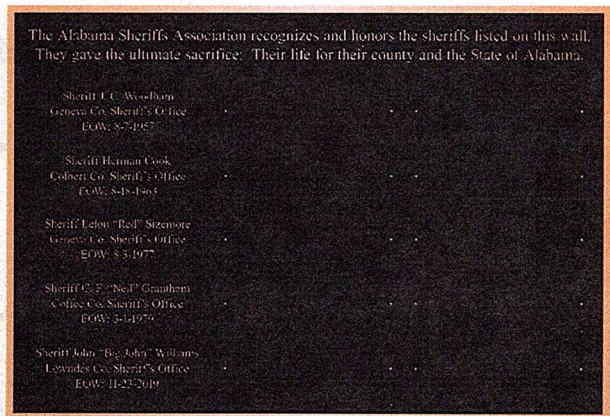 The Alabama Sheriffs Association recognizes and honors the sheriffs listed on this wall.
They gave the ultimate sacrifice: Their life for their county and the State of Alabama.
Sheriff J. C. Woodham
Geneva Co. Sheriff's Office
EOW: 8-7-1957
Sheriff Herman Cook
Colbert Co. Sheriff's Office
EOW: 8-18-1963
Sheriff Lelon "Red" Sizemore
Geneva Co. Sheriff's Office
EOW: 8-3-1977
Sheriff C. F. "Neil" Grantham
Coffee Co. Sheriff's Office
EOW: 3-1-1979
Sheriff John "Big John" Williams
Lowndes Co. Sheriff's Office
EOW: 11-23-2019